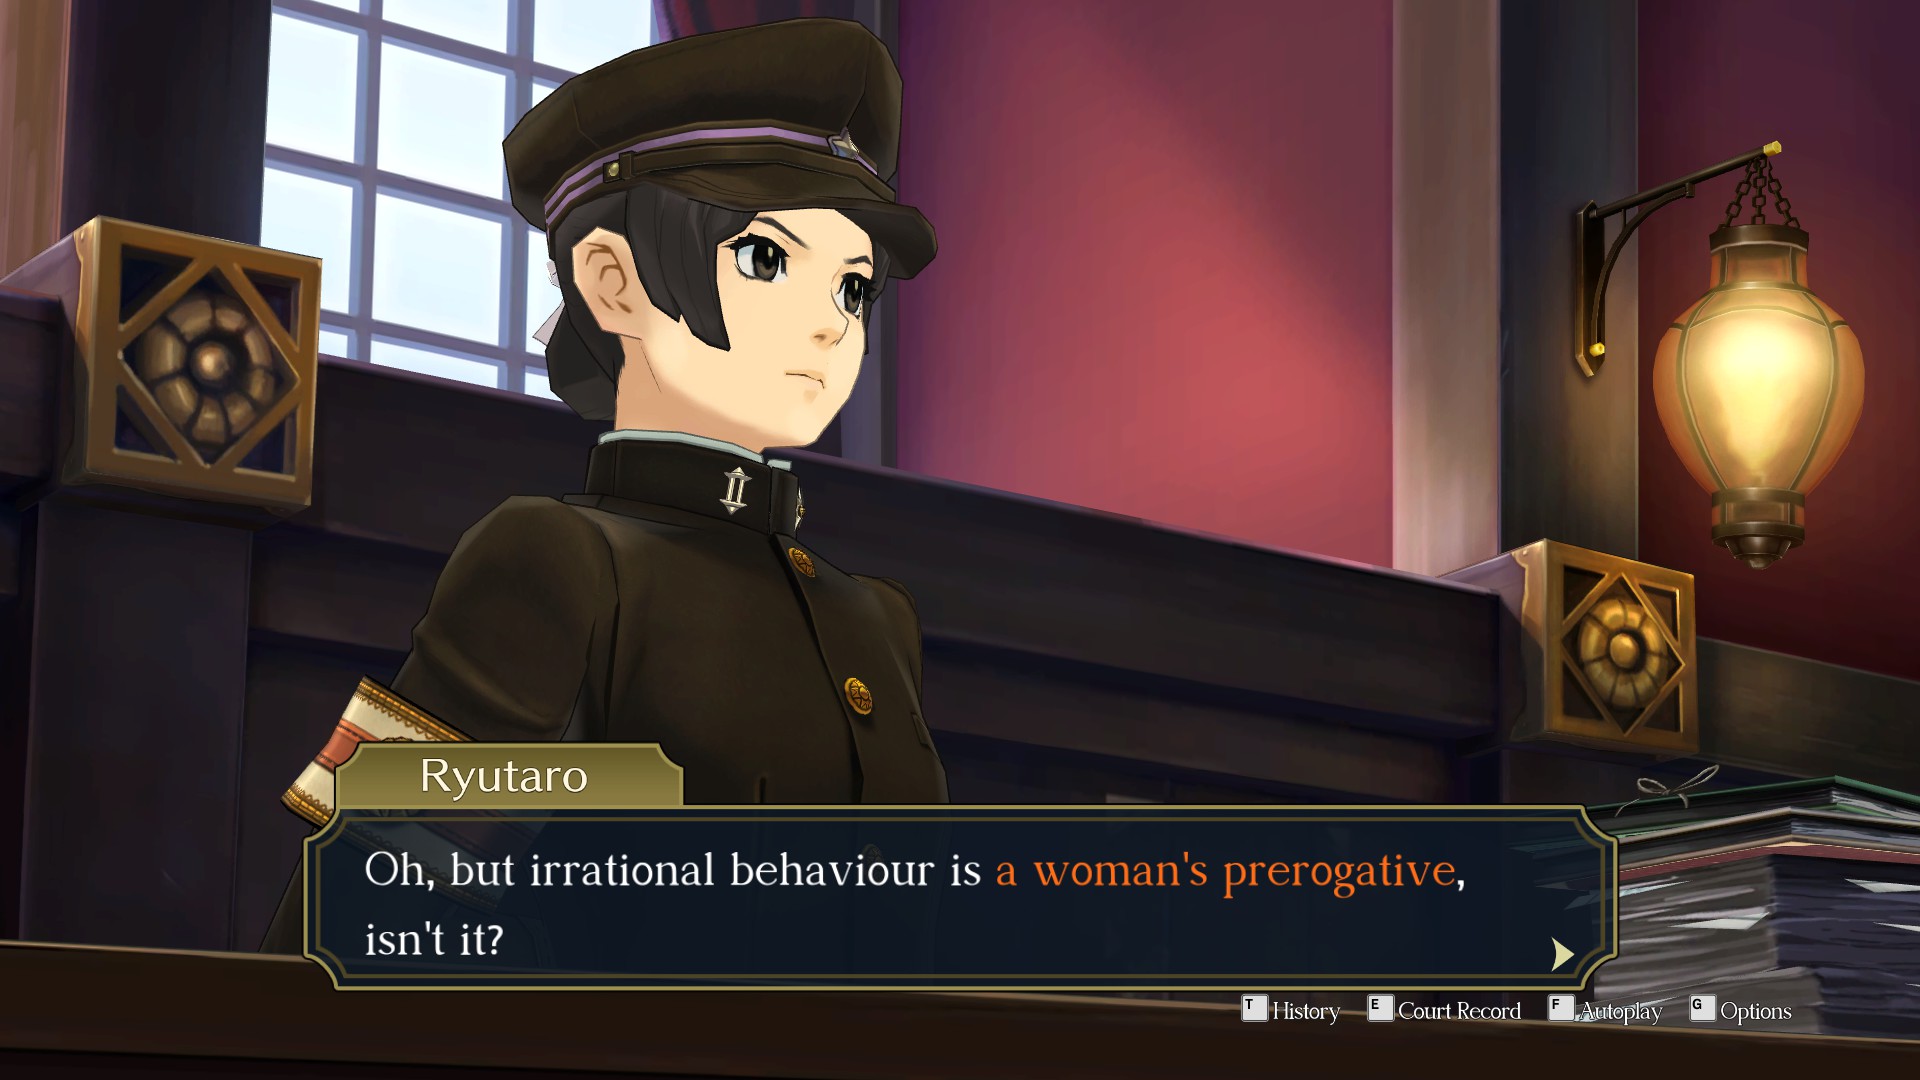 Ryutaro
Oh, but irrational behaviour is a woman's prerogative,
isn't it?
T History E Court Record F Autoplay G Options